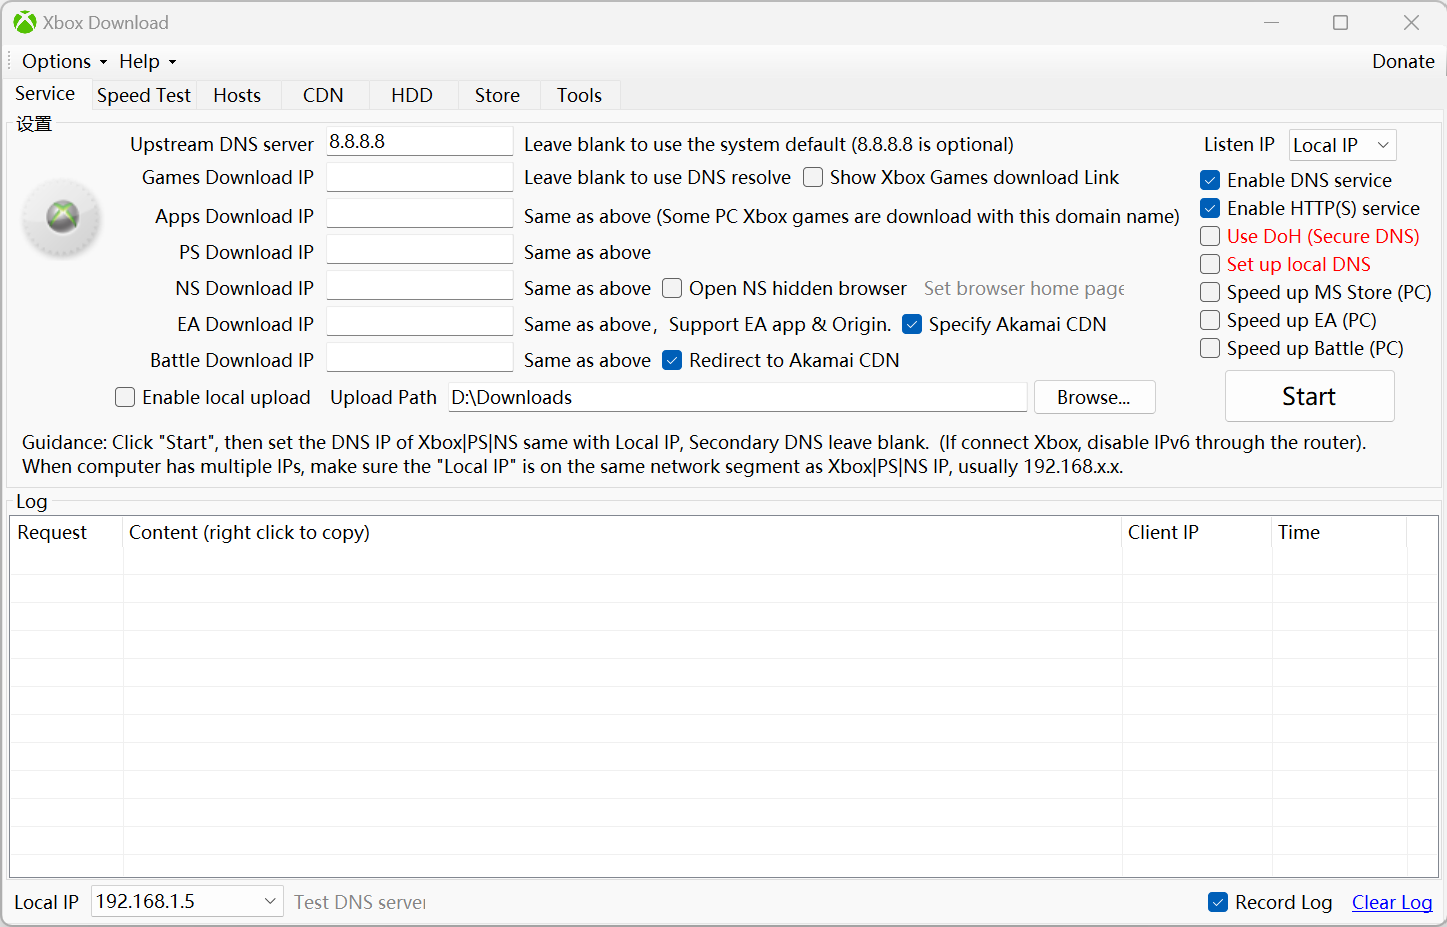 Xbox Download
Options Help Donate
Service Speed Test Hosts CDN HDD Store Tools
设置
Upstream DNS server 8.8.8.8 Leave blank to use the system default (8.8.8.8 is optional) Listen IP Local IP
Games Download IP Leave blank to use DNS resolve Show Xbox Games download Link Enable DNS service
Apps Download IP Same as above (Some PC Xbox games are download with this domain name) Enable HTTP(S) service
Use DoH (Secure DNS)
PS Download IP Same as above Set up local DNS
NS Download IP Same as above Open NS hidden browser Set browser home page Speed up MS Store (PC)
EA Download IP Same as above，Support EA app & Origin. Specify Akamai CDN Speed up EA (PC)
Battle Download IP Same as above Redirect to Akamai CDN Speed up Battle (PC)
Enable local upload Upload Path D:\Downloads Browse... Start
Guidance: Click "Start", then set the DNS IP of Xbox|PS|NS same with Local IP, Secondary DNS leave blank. (If connect Xbox, disable IPv6 through the router).
When computer has multiple IPs, make sure the "Local IP" is on the same network segment as Xbox|PS|NS IP, usually 192.168.x.x.
Log
Request Content (right click to copy) Client IP Time
Local IP 192.168.1.5 Test DNS server Record Log Clear Log